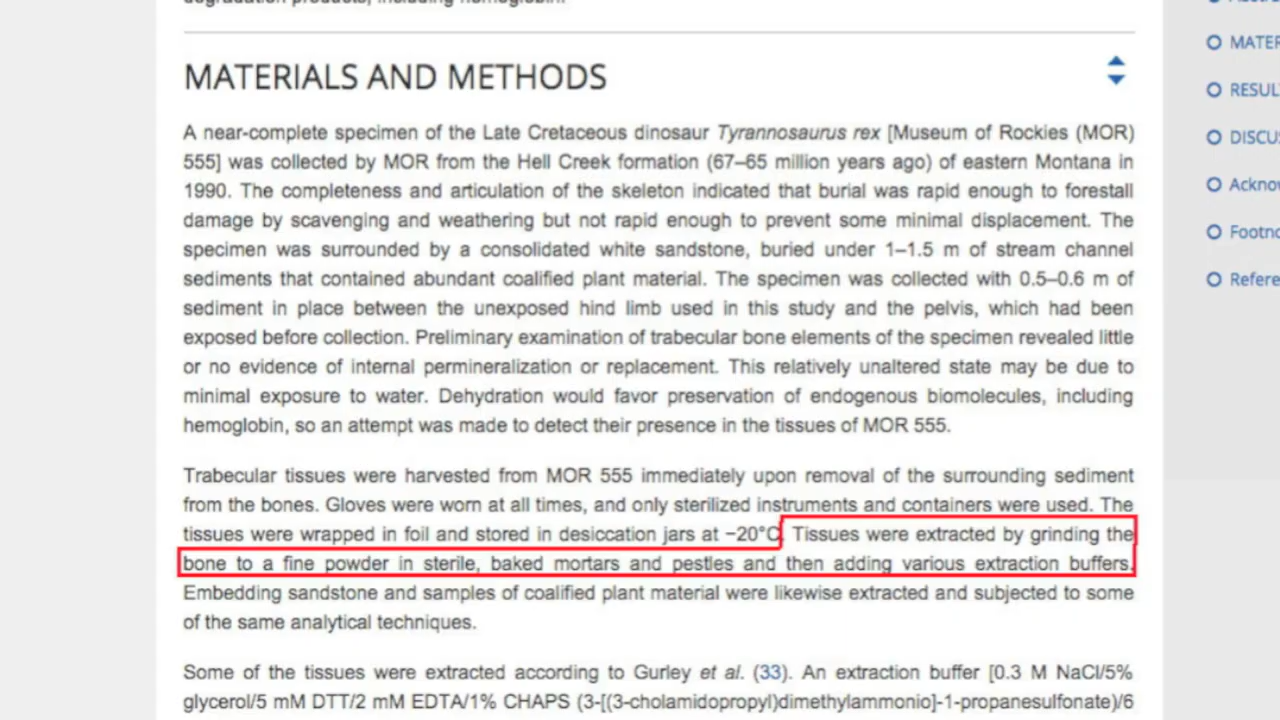 degradation products, including hemoglobin.
MATERIALS AND METHODS
A near-complete specimen of the Late Cretaceous dinosaur Tyrannosaurus rex [Museum of Rockies (MOR)
555] was collected by MOR from the Hell Creek formation (67–65 million years ago) of eastern Montana in
1990. The completeness and articulation of the skeleton indicated that burial was rapid enough to forestall
damage by scavenging and weathering but not rapid enough to prevent some minimal displacement. The
specimen was surrounded by a consolidated white sandstone, buried under 1–1.5 m of stream channel
sediments that contained abundant coalified plant material. The specimen was collected with 0.5–0.6 m of
sediment in place between the unexposed hind limb used in this study and the pelvis, which had been
exposed before collection. Preliminary examination of trabecular bone elements of the specimen revealed little
or no evidence of internal permineralization or replacement. This relatively unaltered state may be due to
minimal exposure to water. Dehydration would favor preservation of endogenous biomolecules, including
hemoglobin, so an attempt was made to detect their presence in the tissues of MOR 555.
Trabecular tissues were harvested from MOR 555 immediately upon removal of the surrounding sediment
from the bones. Gloves were worn at all times, and only sterilized instruments and containers were used. The
tissues were wrapped in foil and stored in desiccation jars at −20°C. Tissues were extracted by grinding the
bone to a fine powder in sterile, baked mortars and pestles and then adding various extraction buffers.
Embedding sandstone and samples of coalified plant material were likewise extracted and subjected to some
of the same analytical techniques.
Some of the tissues were extracted according to Gurley et al. (33). An extraction buffer [0.3 M NaCl/5%
glycerol/5 mM DTT/2 mM EDTA/1% CHAPS (3-[(3-cholamidopropyl)dimethylammonio]-1-propanesulfonate)/6
MATER
RESUL
DISCU
Acknow
Footno
Refere